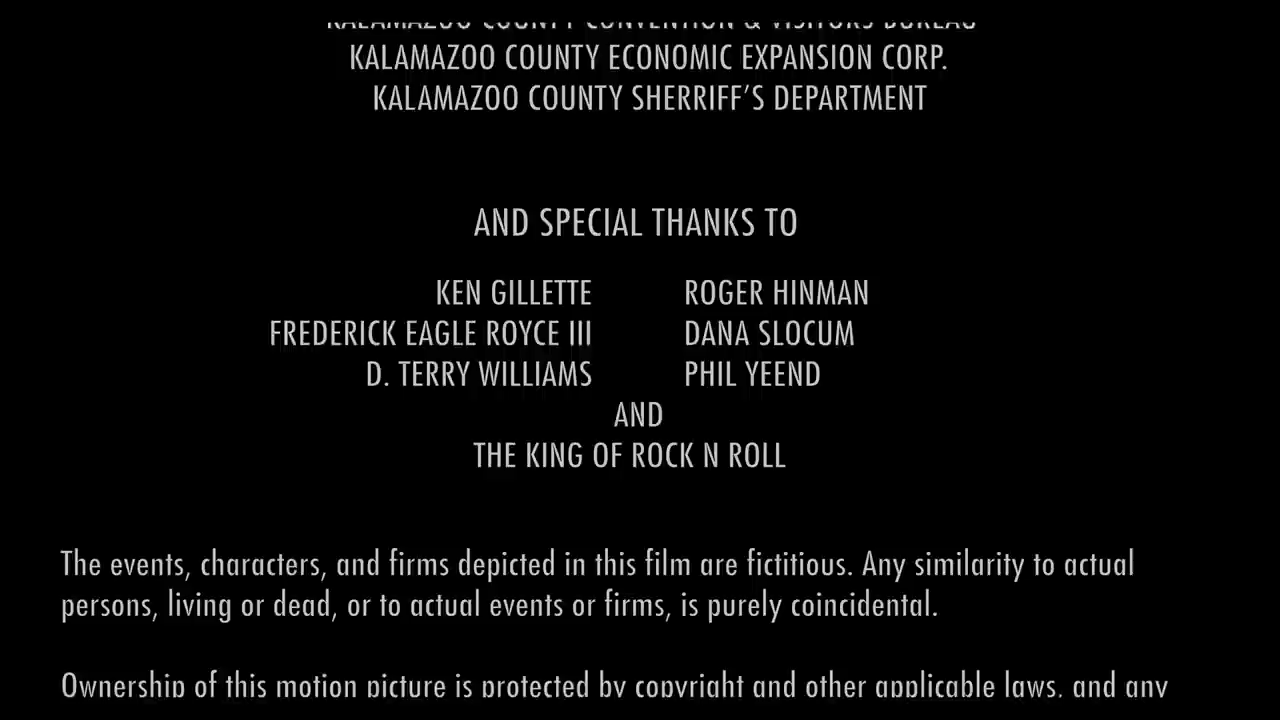 KALAMAZOO COUNTY CONVENTION & VISITORS BUREAU
KALAMAZOO COUNTY ECONOMIC EXPANSION CORP.
KALAMAZOO COUNTY SHERRIFF'S DEPARTMENT
AND SPECIAL THANKS TO
KEN GILLETTE ROGER HINMAN
FREDERICK EAGLE ROYCE III DANA SLOCUM
D. TERRY WILLIAMS PHIL YEEND
AND
THE KING OF ROCK N ROLL
The events, characters, and firms depicted in this film are fictitious. Any similarity to actual
persons, living or dead, or to actual events or firms, is purely coincidental.
Ownership of this motion picture is protected by copyright and other applicable laws, and any